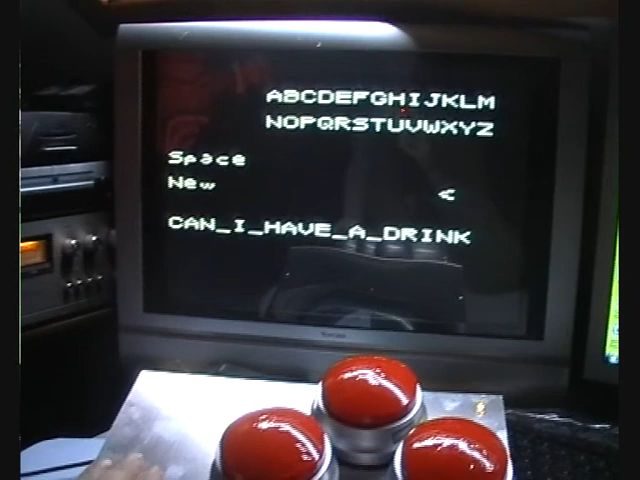 ABCDEFGHIJKLM
NOPQRSTUVWXYZ
Space
New
<
CAN_I_HAVE_A_DRINK